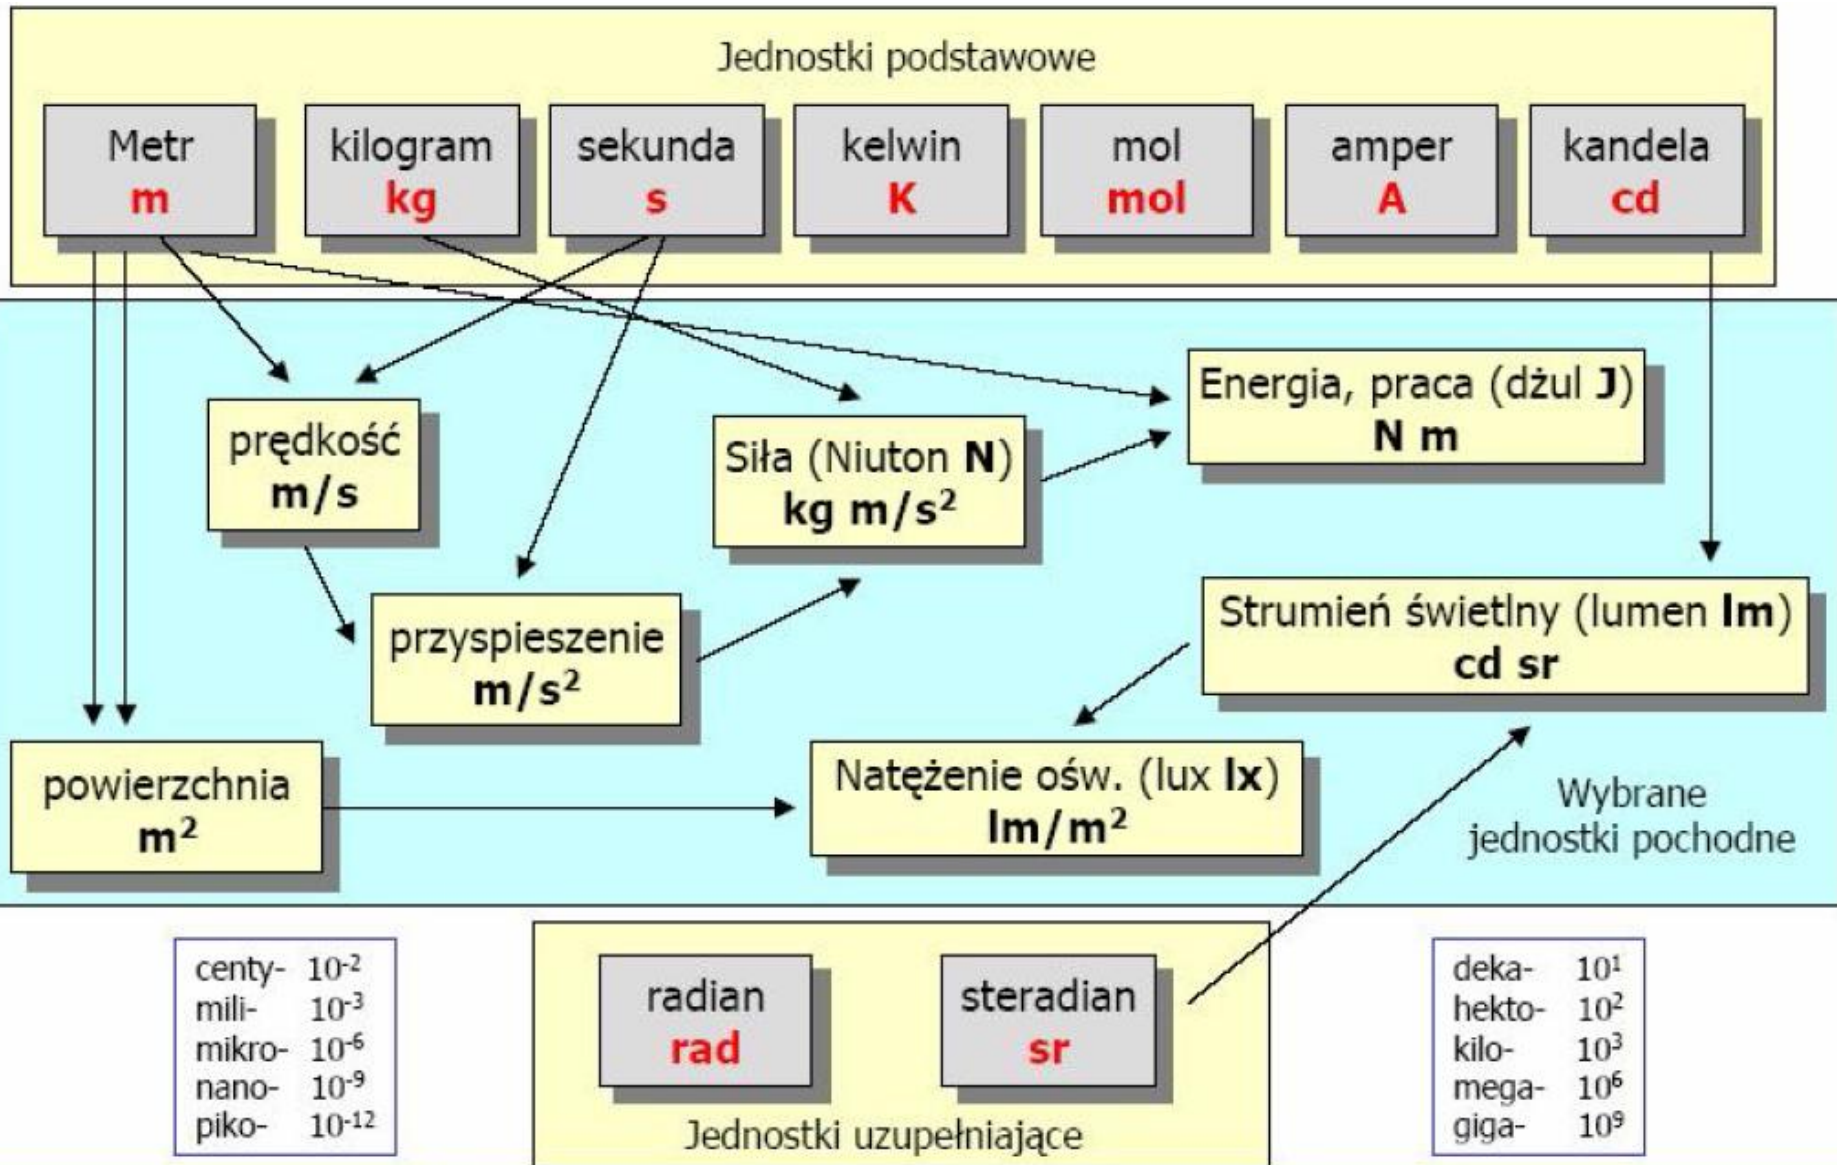 Jednostki podstawowe
Metr
m
kilogram
kg
sekunda
s
kelwin
K
mol
mol
amper
A
kandela
cd
Energia, praca (dżul J)
N m
prędkość
m/s
Siła (Niuton N)
kg m/s²
przyspieszenie
m/s²
Strumień świetlny (lumen lm)
cd sr
powierzchnia
m²
Natężenie ośw. (lux lx)
lm/m²
Wybrane
jednostki pochodne
centy- 10⁻²
mili- 10⁻³
mikro- 10⁻⁶
nano- 10⁻⁹
piko- 10⁻¹²
radian
rad
steradian
sr
Jednostki uzupełniające
deka- 10¹
hekto- 10²
kilo- 10³
mega- 10⁶
giga- 10⁹